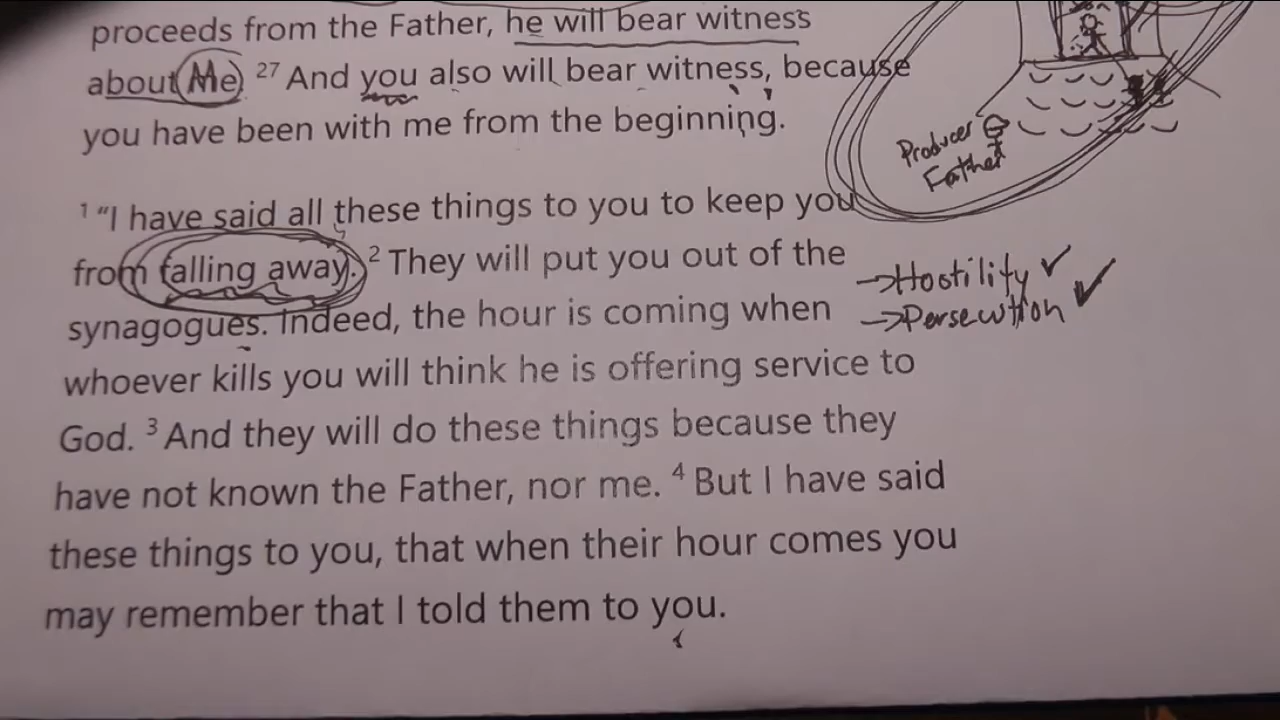 proceeds from the Father, he will bear witness
about Me 27 And you also will bear witness, because
you have been with me from the beginning.
Producer
Father
1 “I have said all these things to you to keep you
from falling away. 2 They will put you out of the
→Hostility ✓
synagogues. Indeed, the hour is coming when
→Persecution ✓
whoever kills you will think he is offering service to
God. 3 And they will do these things because they
have not known the Father, nor me. 4 But I have said
these things to you, that when their hour comes you
may remember that I told them to you.